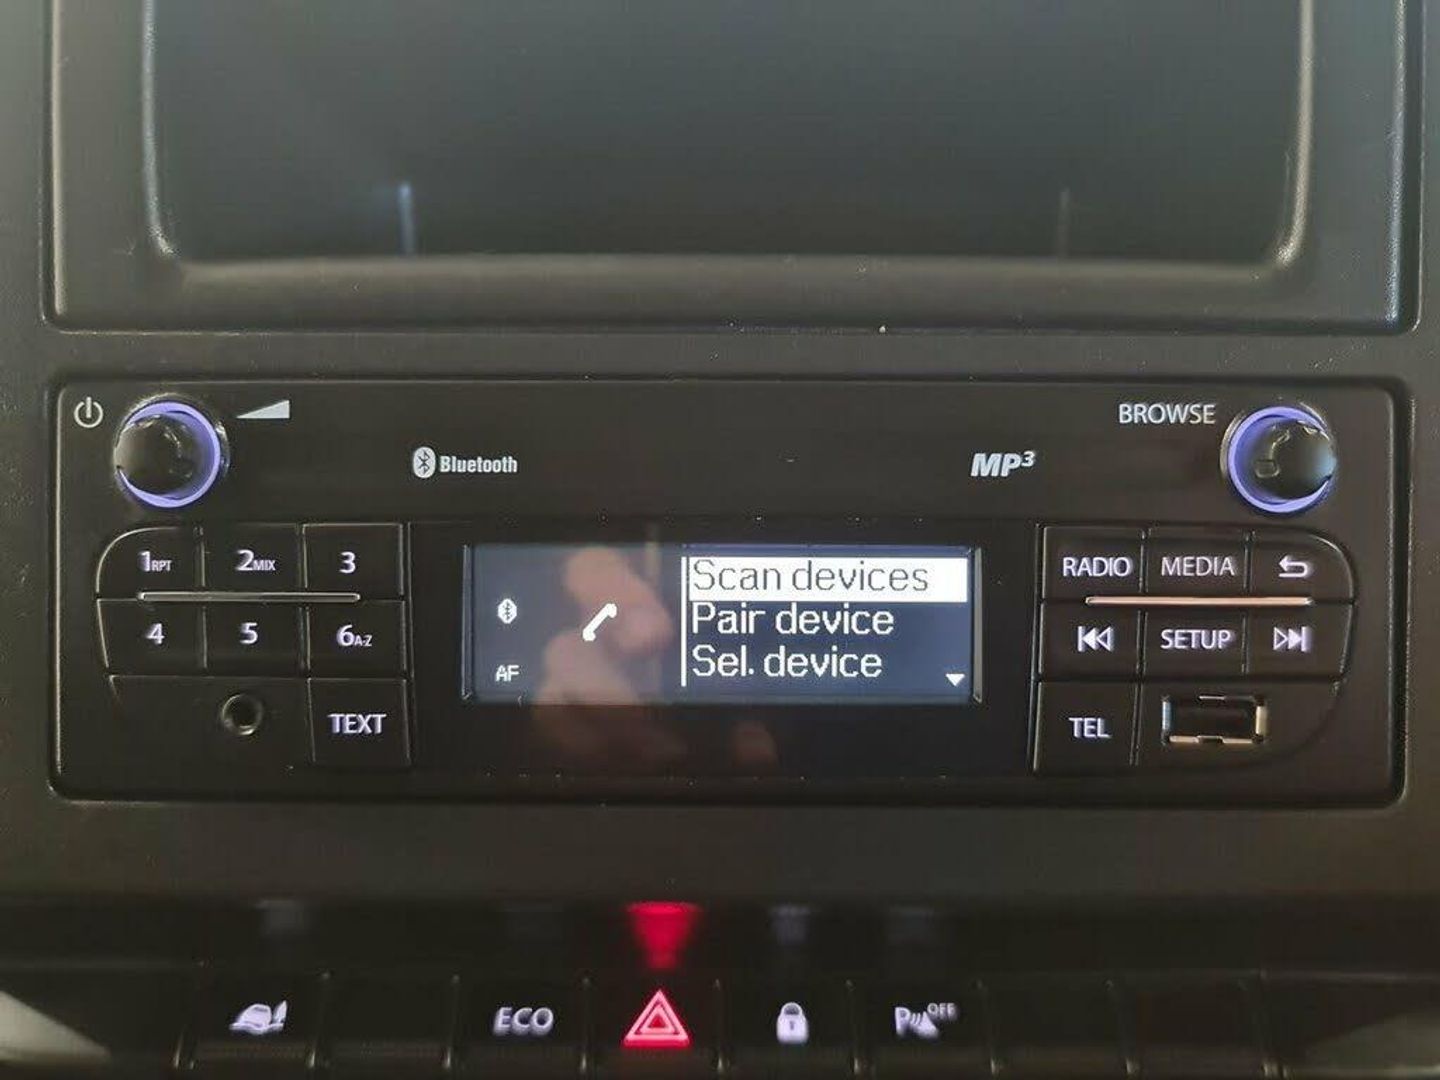 BROWSE
Bluetooth
MP3
1RPT 2MIX 3
4 5 6A-Z
TEXT
Scan devices
Pair device
Sel. device
AF
RADIO MEDIA
SETUP
TEL
ECO
P OFF